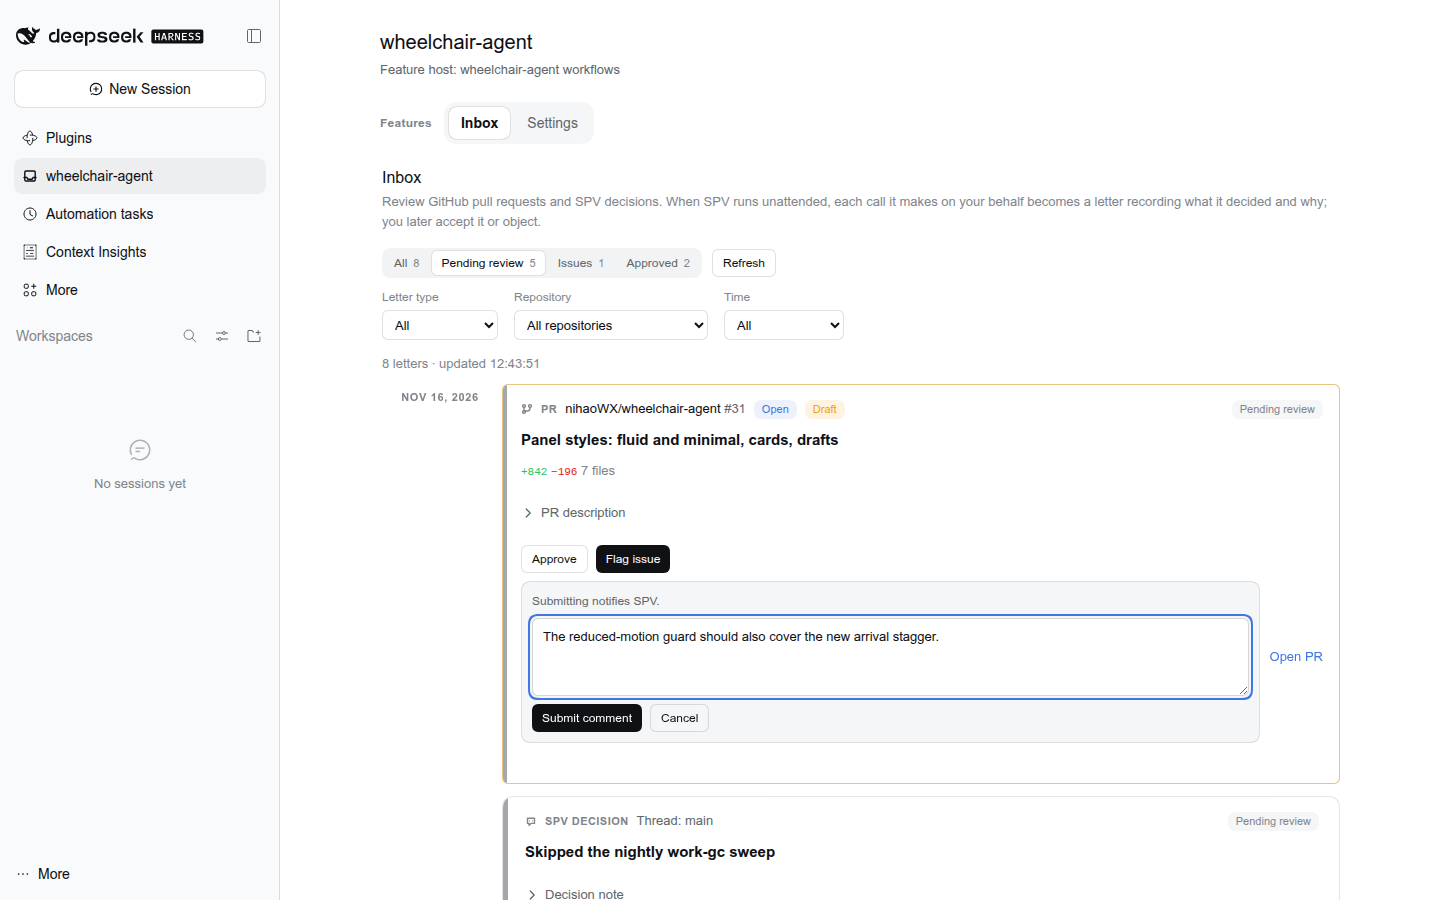 deepseek HARNESS
New Session
Plugins
wheelchair-agent
Automation tasks
Context Insights
More
Workspaces
No sessions yet
More
wheelchair-agent
Feature host: wheelchair-agent workflows
Features Inbox Settings
Inbox
Review GitHub pull requests and SPV decisions. When SPV runs unattended, each call it makes on your behalf becomes a letter recording what it decided and why;
you later accept it or object.
All 8 Pending review 5 Issues 1 Approved 2 Refresh
Letter type Repository Time
All All repositories All
8 letters · updated 12:43:51
NOV 16, 2026
PR nihaoWX/wheelchair-agent #31 Open Draft Pending review
Panel styles: fluid and minimal, cards, drafts
+842 −196 7 files
PR description
Approve Flag issue
Submitting notifies SPV.
The reduced-motion guard should also cover the new arrival stagger.
Open PR
Submit comment Cancel
SPV DECISION Thread: main Pending review
Skipped the nightly work-gc sweep
Decision note